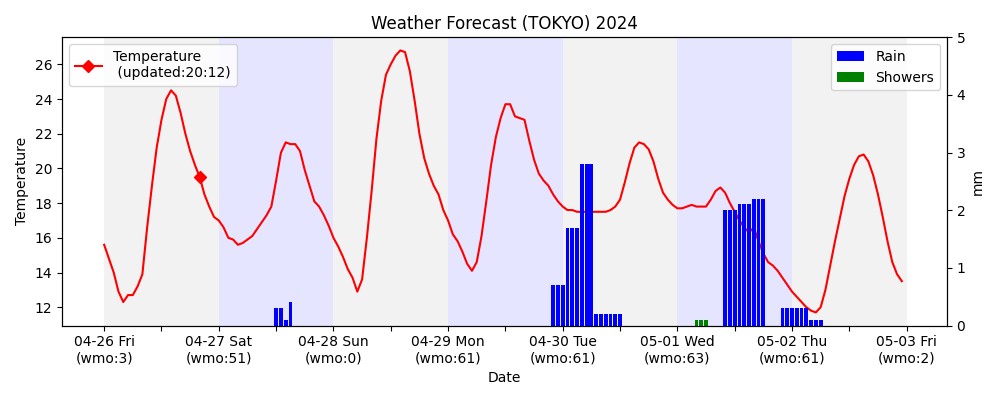 Weather Forecast (TOKYO) 2024
Temperature
(updated:20:12)
Rain
Showers
26
24
22
20
18
16
14
12
Temperature
5
4
3
2
1
0
mm
04-26 Fri
(wmo:3)
04-27 Sat
(wmo:51)
04-28 Sun
(wmo:0)
04-29 Mon
(wmo:61)
04-30 Tue
(wmo:61)
05-01 Wed
(wmo:63)
05-02 Thu
(wmo:61)
05-03 Fri
(wmo:2)
Date